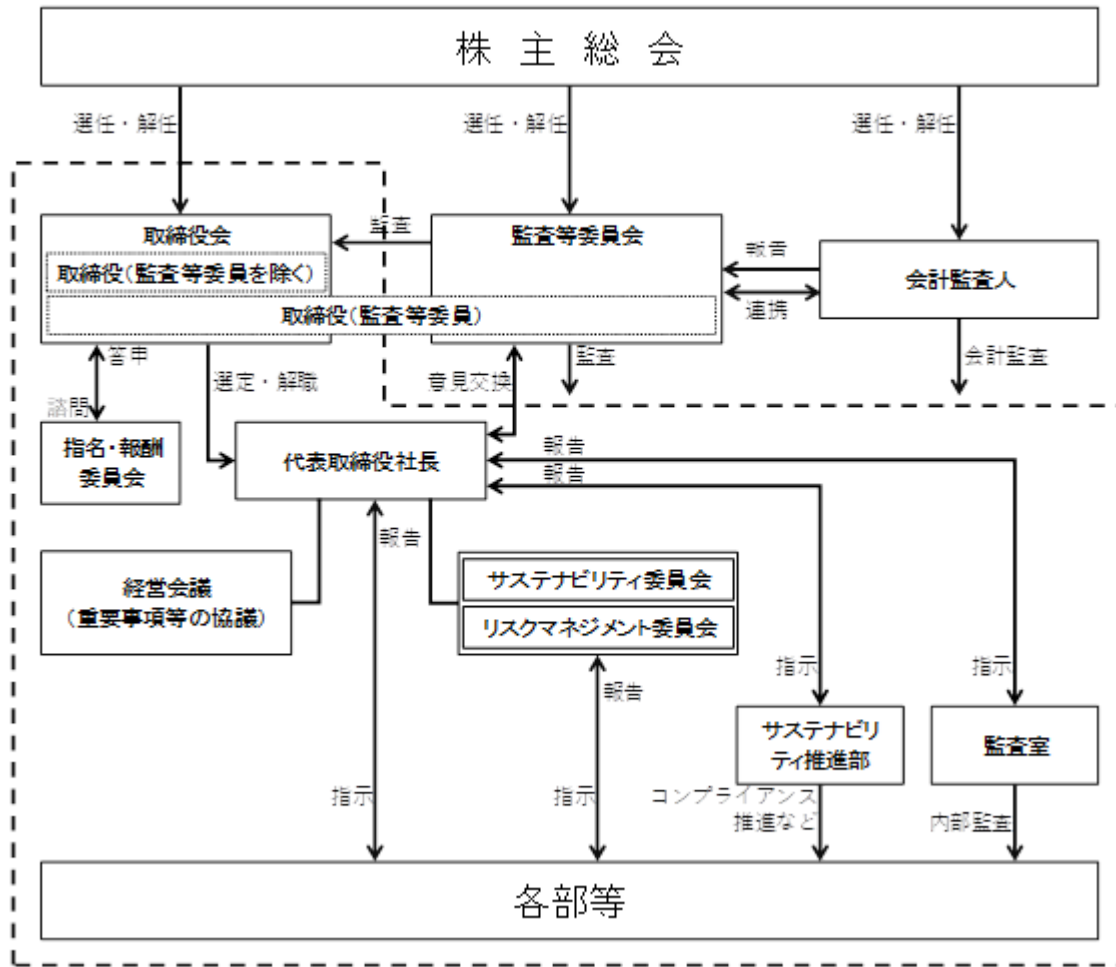 株 主 総 会
選任・解任
選任・解任
選任・解任
取締役会
取締役(監査等委員を除く)
監査
監査等委員会
取締役(監査等委員)
報告
連携
会計監査人
答申
諮問
選定・解職
意見交換
監査
会計監査
指名・報酬
委員会
代表取締役社長
報告
報告
報告
経営会議
(重要事項等の協議)
サステナビリティ委員会
リスクマネジメント委員会
報告
指示
指示
サステナビリ
ティ推進部
監査室
指示
指示
コンプライアンス
推進など
内部監査
各部等